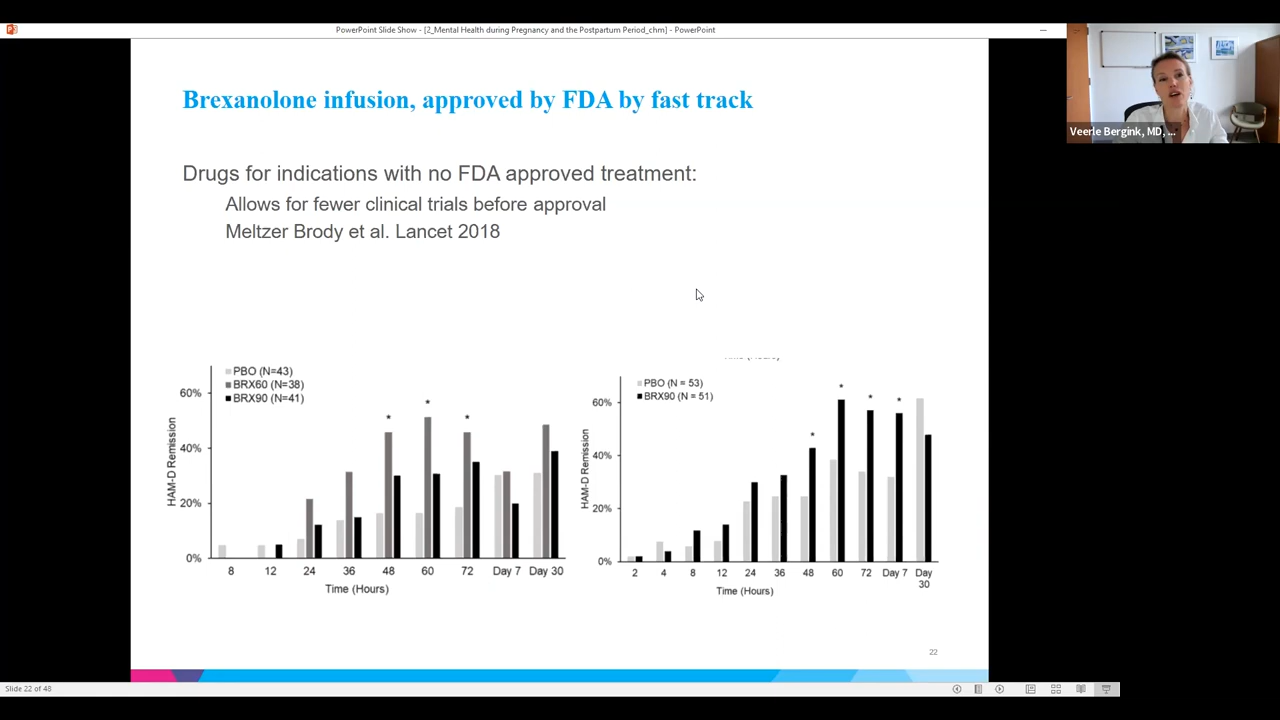 PowerPoint Slide Show - [2_Mental Health during Pregnancy and the Postpartum Period_chm] - PowerPoint
Veerle Bergink, MD, ...
Brexanolone infusion, approved by FDA by fast track
Drugs for indications with no FDA approved treatment:
Allows for fewer clinical trials before approval
Meltzer Brody et al. Lancet 2018
PBO (N=43)
BRX60 (N=38)
BRX90 (N=41)
60%
40%
20%
0%
HAM-D Remission
* * *
8 12 24 36 48 60 72 Day 7 Day 30
Time (Hours)
PBO (N = 53)
BRX90 (N = 51)
60%
40%
20%
0%
HAM-D Remission
* * * *
2 4 8 12 24 36 48 60 72 Day 7 Day
30
Time (Hours)
22
Slide 22 of 48